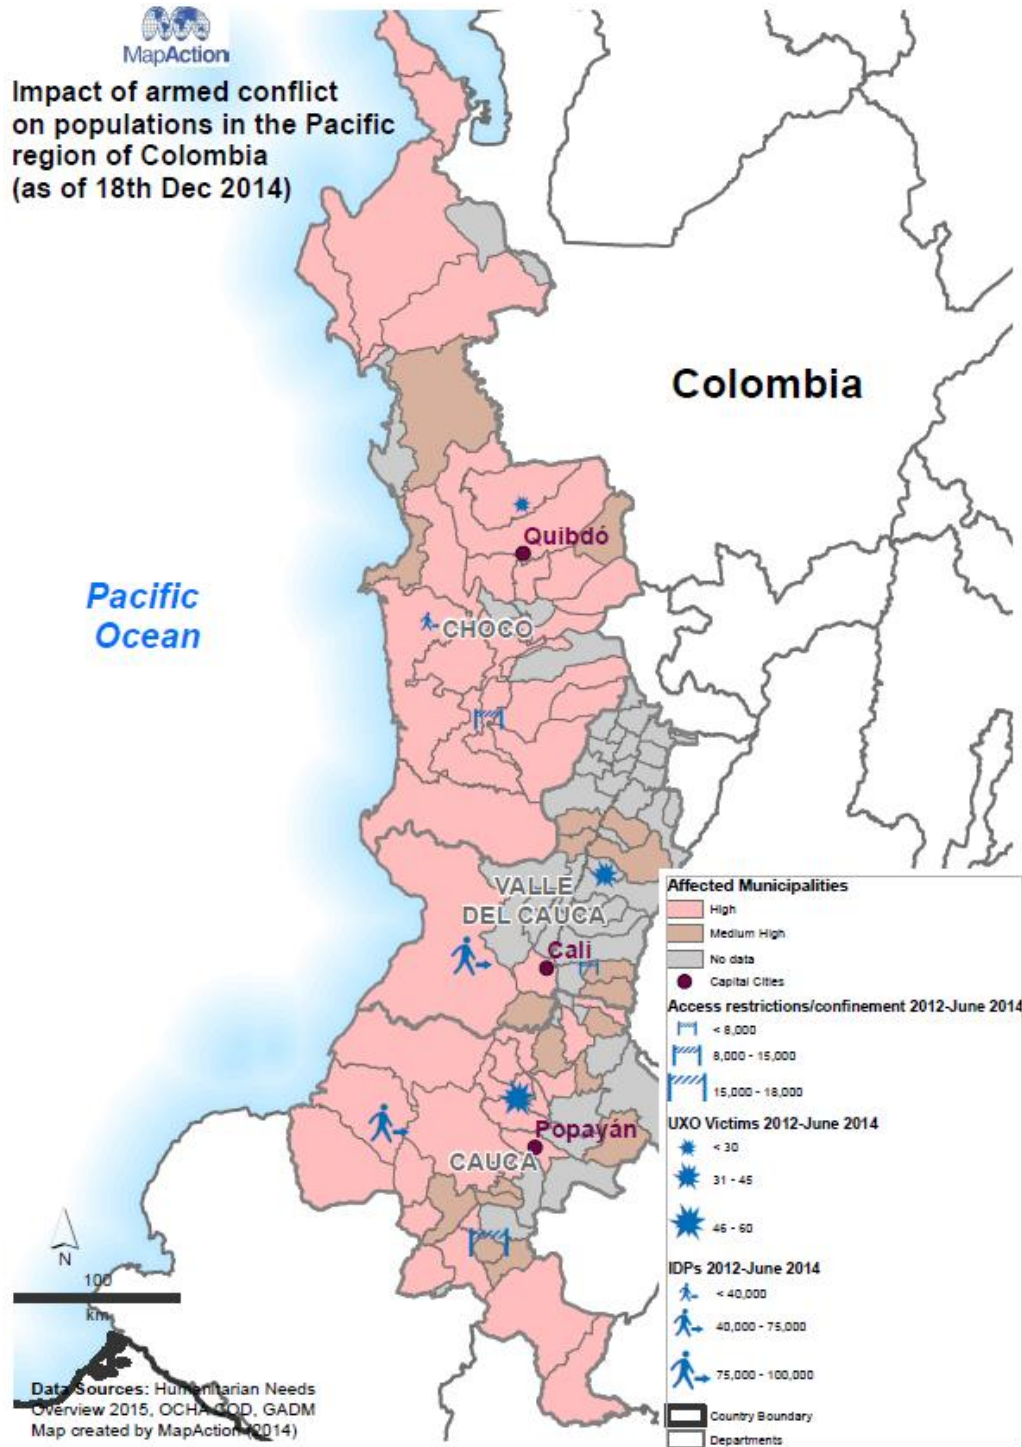 MapAction
Impact of armed conflict
on populations in the Pacific
region of Colombia
(as of 18th Dec 2014)
Colombia
Quibdó
Pacific
Ocean
CHOCO
VALLE
DEL CAUCA
Cali
Popayán
CAUCA
N
100
km
Data Sources: Humanitarian Needs
Overview 2015, OCHA COD, GADM
Map created by MapAction (2014)
Affected Municipalities
High
Medium High
No data
Capital Cities
Access restrictions/confinement 2012-June 2014
< 8,000
8,000 - 15,000
15,000 - 18,000
UXO Victims 2012-June 2014
< 30
31 - 45
46 - 60
IDPs 2012-June 2014
< 40,000
40,000 - 75,000
75,000 - 100,000
Country Boundary
Departments